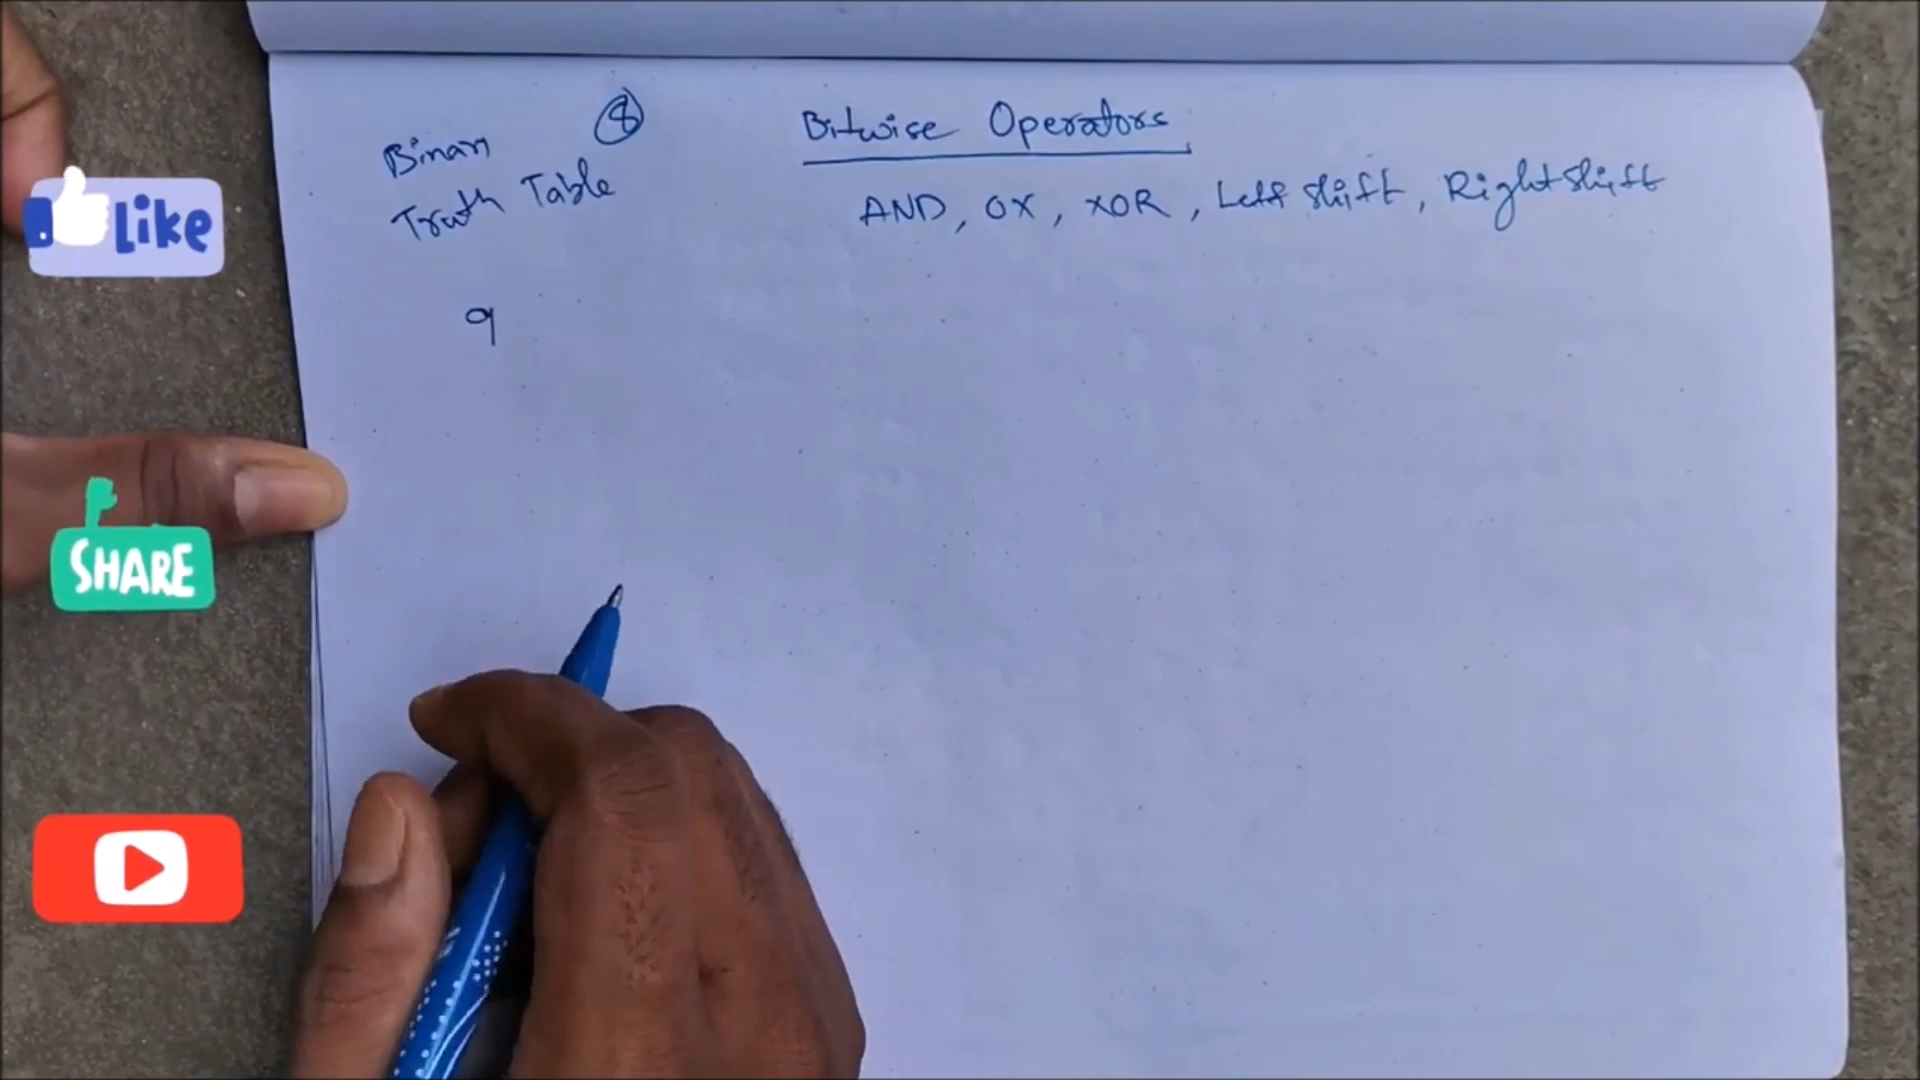 ⑧
Bitwise Operators
Binary
Truth Table
AND, OR, XOR, Left Shift, Right Shift
9
Like
SHARE